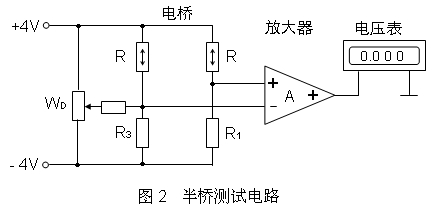 电桥
放大器
电压表
+4V
R
R
0.000
+
A
+
-
W_D
R₃
R₁
- 4V
图 2 半桥测试电路